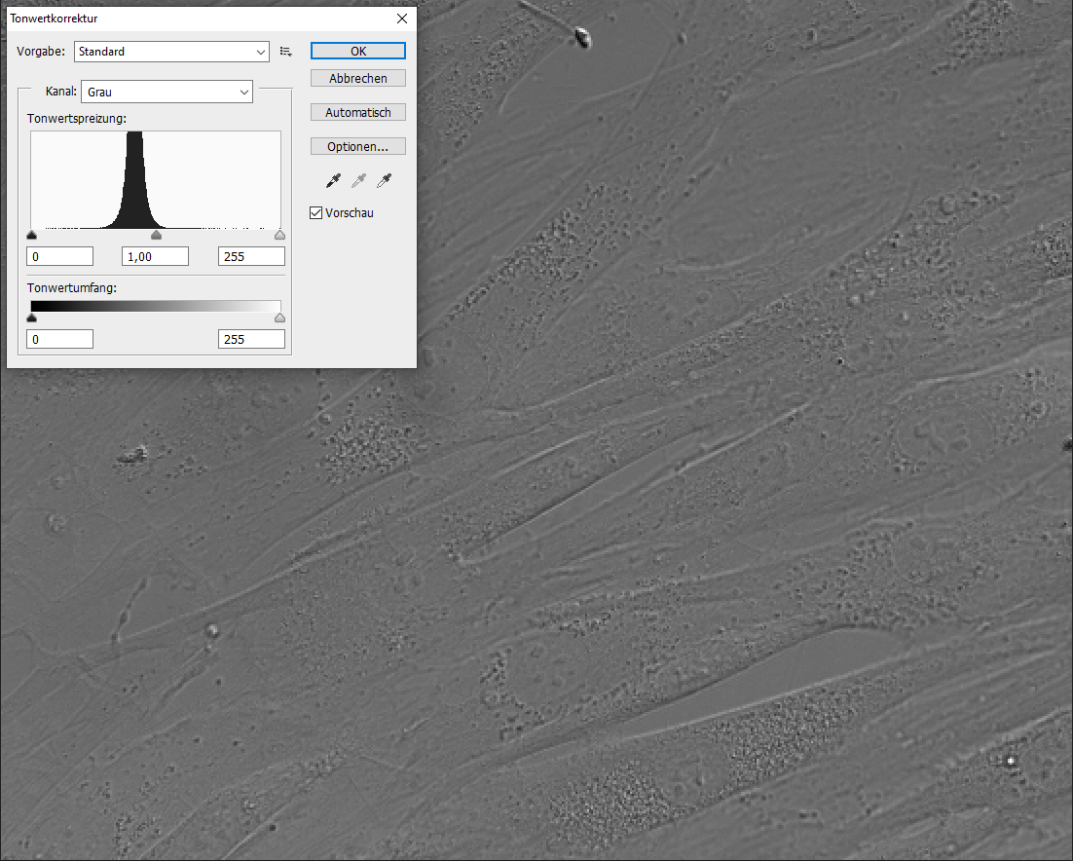 Tonwertkorrektur
Vorgabe: Standard
OK
Abbrechen
Kanal: Grau
Automatisch
Tonwertspreizung:
Optionen...
Vorschau
0 1,00 255
Tonwertumfang:
0 255